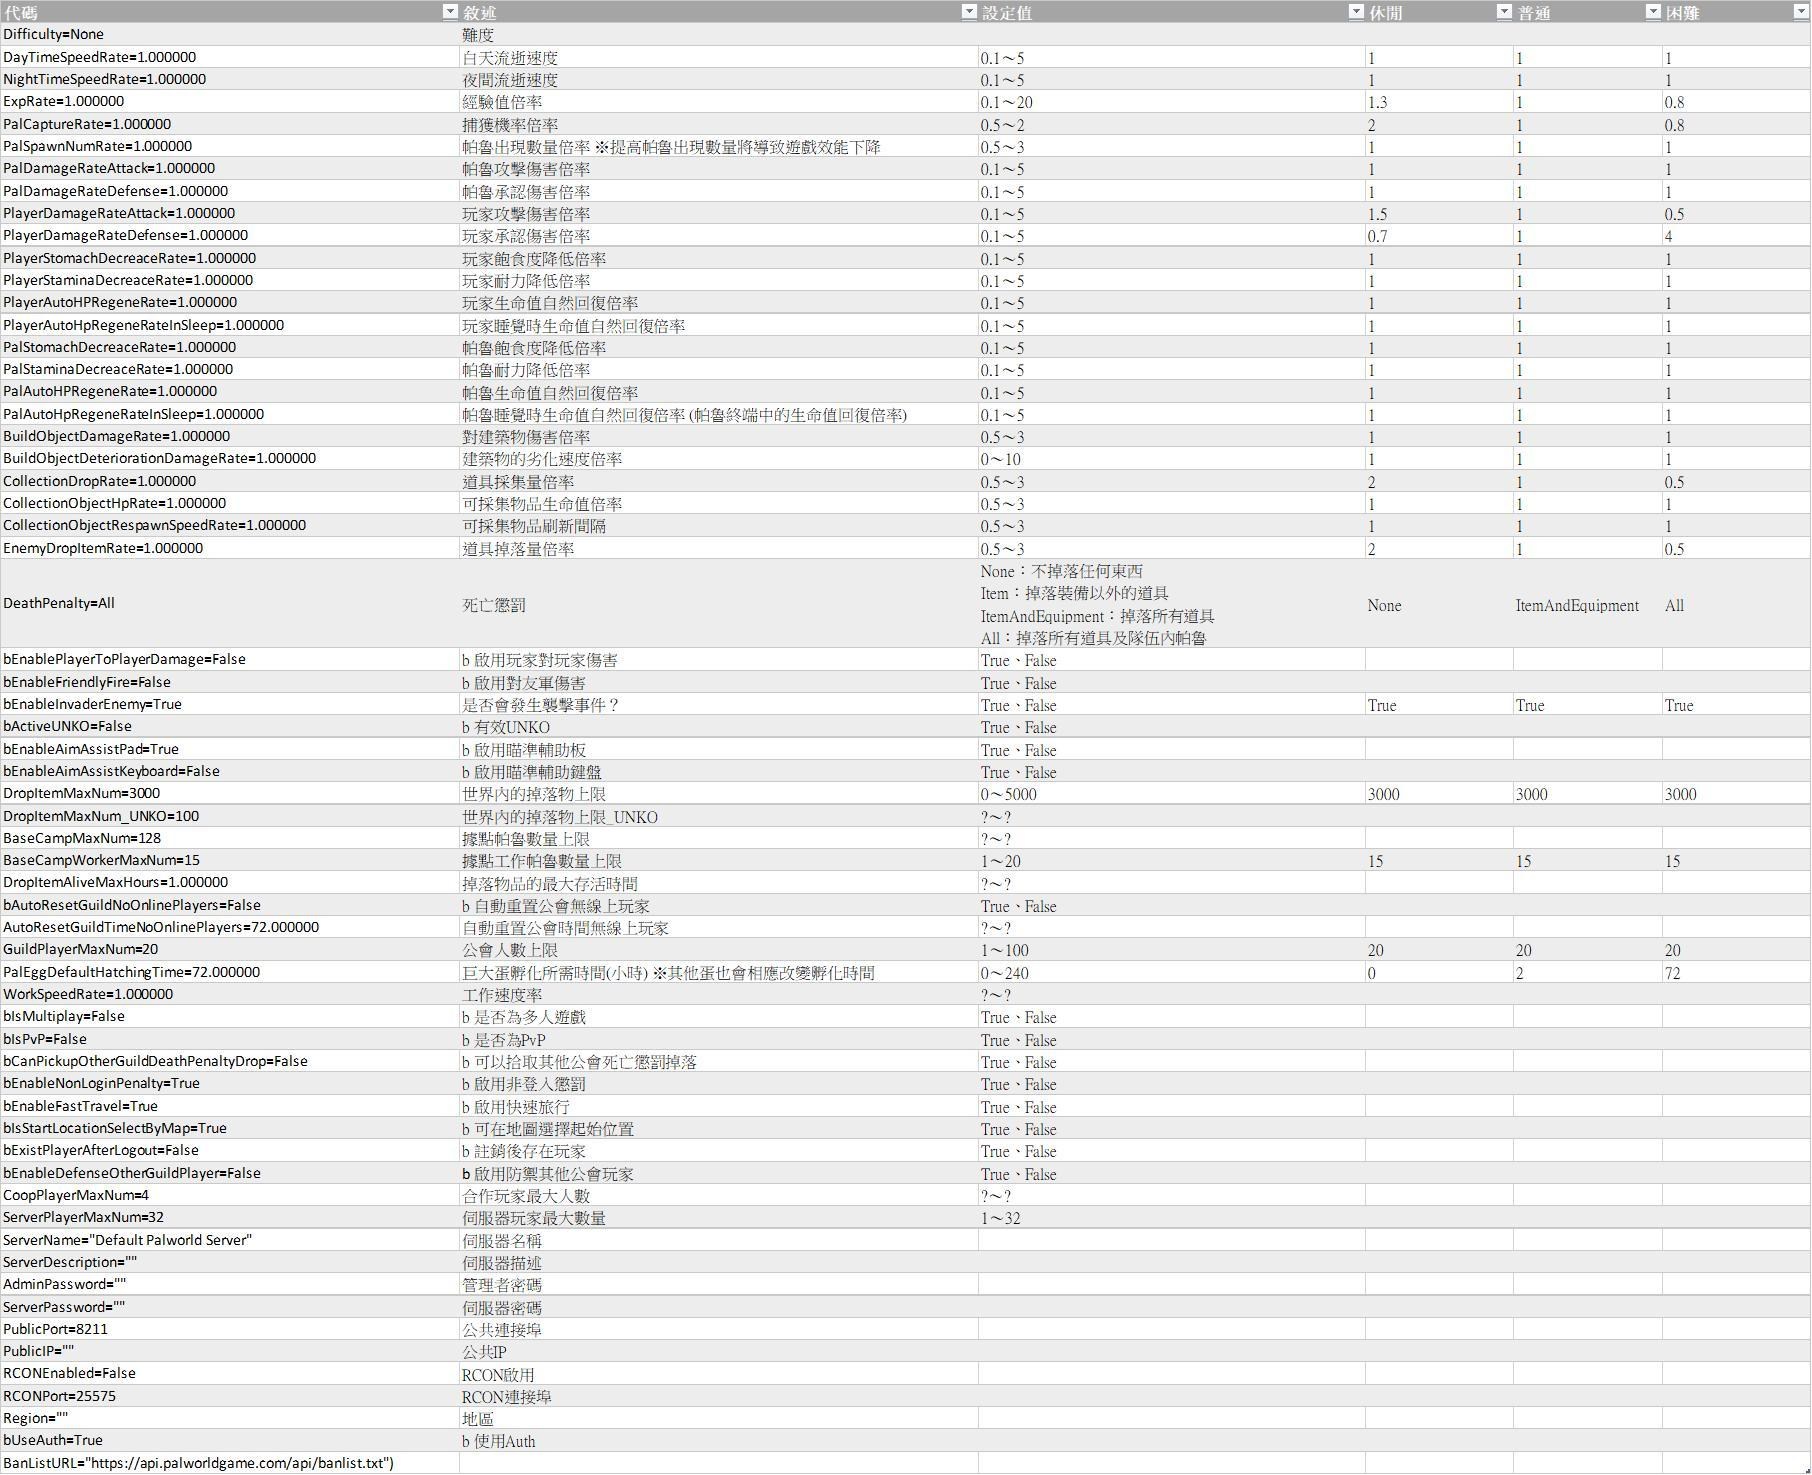 代碼 敘述 設定值 休閒 普通 困難
Difficulty=None 難度
DayTimeSpeedRate=1.000000 白天流逝速度 0.1～5 1 1 1
NightTimeSpeedRate=1.000000 夜間流逝速度 0.1～5 1 1 1
ExpRate=1.000000 經驗值倍率 0.1～20 1.3 1 0.8
PalCaptureRate=1.000000 捕獲機率倍率 0.5～2 2 1 0.8
PalSpawnNumRate=1.000000 帕魯出現數量倍率 ※提高帕魯出現數量將導致遊戲效能下降 0.5～3 1 1 1
PalDamageRateAttack=1.000000 帕魯攻擊傷害倍率 0.1～5 1 1 1
PalDamageRateDefense=1.000000 帕魯承認傷害倍率 0.1～5 1 1 1
PlayerDamageRateAttack=1.000000 玩家攻擊傷害倍率 0.1～5 1.5 1 0.5
PlayerDamageRateDefense=1.000000 玩家承認傷害倍率 0.1～5 0.7 1 4
PlayerStomachDecreaceRate=1.000000 玩家飽食度降低倍率 0.1～5 1 1 1
PlayerStaminaDecreaceRate=1.000000 玩家耐力降低倍率 0.1～5 1 1 1
PlayerAutoHPRegeneRate=1.000000 玩家生命值自然回復倍率 0.1～5 1 1 1
PlayerAutoHpRegeneRateInSleep=1.000000 玩家睡覺時生命值自然回復倍率 0.1～5 1 1 1
PalStomachDecreaceRate=1.000000 帕魯飽食度降低倍率 0.1～5 1 1 1
PalStaminaDecreaceRate=1.000000 帕魯耐力降低倍率 0.1～5 1 1 1
PalAutoHPRegeneRate=1.000000 帕魯生命值自然回復倍率 0.1～5 1 1 1
PalAutoHpRegeneRateInSleep=1.000000 帕魯睡覺時生命值自然回復倍率 (帕魯終端中的生命值回復倍率) 0.1～5 1 1 1
BuildObjectDamageRate=1.000000 對建築物傷害倍率 0.5～3 1 1 1
BuildObjectDeteriorationDamageRate=1.000000 建築物的劣化速度倍率 0～10 1 1 1
CollectionDropRate=1.000000 道具採集量倍率 0.5～3 2 1 0.5
CollectionObjectHpRate=1.000000 可採集物品生命值倍率 0.5～3 1 1 1
CollectionObjectRespawnSpeedRate=1.000000 可採集物品刷新間隔 0.5～3 1 1 1
EnemyDropItemRate=1.000000 道具掉落量倍率 0.5～3 2 1 0.5
None：不掉落任何東西
Item：掉落裝備以外的道具
DeathPenalty=All 死亡懲罰 None ItemAndEquipment All
ItemAndEquipment：掉落所有道具
All：掉落所有道具及隊伍內帕魯
bEnablePlayerToPlayerDamage=False b 啟用玩家對玩家傷害 True、False
bEnableFriendlyFire=False b 啟用對友軍傷害 True、False
bEnableInvaderEnemy=True 是否會發生襲擊事件？ True、False True True True
bActiveUNKO=False b 有效UNKO True、False
bEnableAimAssistPad=True b 啟用瞄準輔助板 True、False
bEnableAimAssistKeyboard=False b 啟用瞄準輔助鍵盤 True、False
DropItemMaxNum=3000 世界內的掉落物上限 0～5000 3000 3000 3000
DropItemMaxNum_UNKO=100 世界內的掉落物上限_UNKO ?～?
BaseCampMaxNum=128 據點帕魯數量上限 ?～?
BaseCampWorkerMaxNum=15 據點工作帕魯數量上限 1～20 15 15 15
DropItemAliveMaxHours=1.000000 掉落物品的最大存活時間 ?～?
bAutoResetGuildNoOnlinePlayers=False b 自動重置公會無線上玩家 True、False
AutoResetGuildTimeNoOnlinePlayers=72.000000 自動重置公會時間無線上玩家 ?～?
GuildPlayerMaxNum=20 公會人數上限 1～100 20 20 20
PalEggDefaultHatchingTime=72.000000 巨大蛋孵化所需時間(小時) ※其他蛋也會相應改變孵化時間 0～240 0 2 72
WorkSpeedRate=1.000000 工作速度率 ?～?
bIsMultiplay=False b 是否為多人遊戲 True、False
bIsPvP=False b 是否為PvP True、False
bCanPickupOtherGuildDeathPenaltyDrop=False b 可以拾取其他公會死亡懲罰掉落 True、False
bEnableNonLoginPenalty=True b 啟用非登入懲罰 True、False
bEnableFastTravel=True b 啟用快速旅行 True、False
bIsStartLocationSelectByMap=True b 可在地圖選擇起始位置 True、False
bExistPlayerAfterLogout=False b 註銷後存在玩家 True、False
bEnableDefenseOtherGuildPlayer=False b 啟用防禦其他公會玩家 True、False
CoopPlayerMaxNum=4 合作玩家最大人數 ?～?
ServerPlayerMaxNum=32 伺服器玩家最大數量 1～32
ServerName="Default Palworld Server" 伺服器名稱
ServerDescription="" 伺服器描述
AdminPassword="" 管理者密碼
ServerPassword="" 伺服器密碼
PublicPort=8211 公共連接埠
PublicIP="" 公共IP
RCONEnabled=False RCON啟用
RCONPort=25575 RCON連接埠
Region="" 地區
bUseAuth=True b 使用Auth
BanListURL="https://api.palworldgame.com/api/banlist.txt")